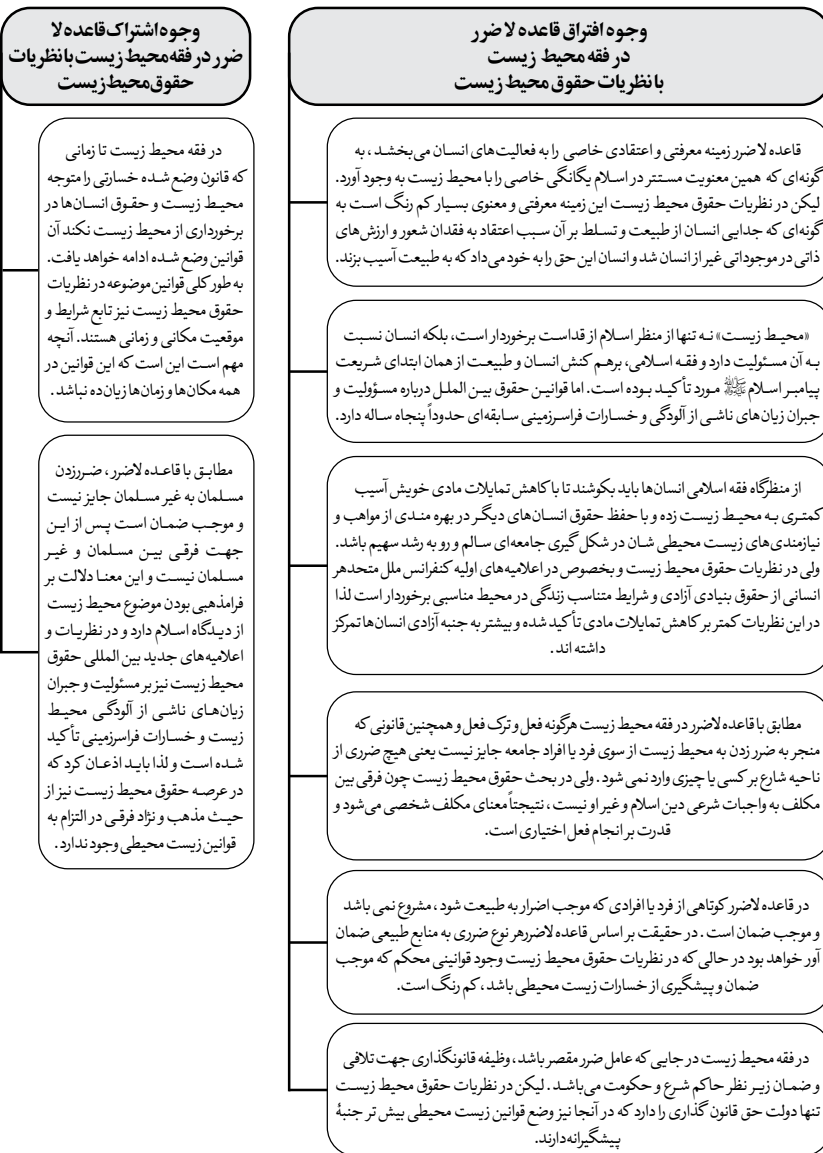 وجوه افتراق قاعده لا ضرر
در فقه محیط زیست
با نظریات حقوق محیط زیست
قاعده لاضرر زمینه معرفتی و اعتقادی خاصی را به فعالیت‌های انسان می‌بخشد، به
گونه‌ای که همین معنویت مستتر در اسلام یگانگی خاصی را با محیط زیست به وجود آورد.
لیکن در نظریات حقوق محیط زیست این زمینه معرفتی و معنوی بسیار کم رنگ است به
گونه‌ای که جدایی انسان از طبیعت و تسلط بر آن سبب اعتقاد به فقدان شعور و ارزش‌های
ذاتی در موجوداتی غیر از انسان شد و انسان این حق را به خود می‌داد که به طبیعت آسیب بزند.
«محیط زیست» نه تنها از منظر اسلام از قداست برخوردار است، بلکه انسان نسبت
به آن مسئولیت دارد و فقه اسلامی، برهم کنش انسان و طبیعت از همان ابتدای شریعت
پیامبر اسلام ﷺ مورد تأکید بوده است. اما قوانین حقوق بین الملل درباره مسؤولیت و
جبران زیان‌های ناشی از آلودگی و خسارات فراسرزمینی سابقه‌ای حدوداً پنجاه ساله دارد.
از منظرگاه فقه اسلامی انسان‌ها باید بکوشند تا با کاهش تمایلات مادی خویش آسیب
کمتری به محیط زیست زده و با حفظ حقوق انسان‌های دیگر در بهره مندی از مواهب و
نیازمندی‌های زیست محیطی شان در شکل گیری جامعه‌ای سالم و رو به رشد سهیم باشد.
ولی در نظریات حقوق محیط زیست و بخصوص در اعلامیه‌های اولیه کنفرانس ملل متحد هر
انسانی از حقوق بنیادی آزادی و شرایط متناسب زندگی در محیط مناسبی برخوردار است لذا
در این نظریات کمتر بر کاهش تمایلات مادی تأکید شده و بیشتر به جنبه آزادی انسان‌ها تمرکز
داشته اند.
مطابق با قاعده لاضرر در فقه محیط زیست هرگونه فعل و ترک فعل و همچنین قانونی که
منجر به ضرر زدن به محیط زیست از سوی فرد یا افراد جامعه جایز نیست یعنی هیچ ضرری از
ناحیه شارع بر کسی یا چیزی وارد نمی شود. ولی در بحث حقوق محیط زیست چون فرقی بین
مکلف به واجبات شرعی دین اسلام و غیر او نیست، نتیجتاً معنای مکلف شخصی می‌شود و
قدرت بر انجام فعل اختیاری است.
در قاعده لاضرر کوتاهی از فرد یا افرادی که موجب اضرار به طبیعت شود، مشروع نمی باشد
و موجب ضمان است. در حقیقت بر اساس قاعده لاضرر هر نوع ضرری به منابع طبیعی ضمان
آور خواهد بود در حالی که در نظریات حقوق محیط زیست وجود قوانینی محکم که موجب
ضمان و پیشگیری از خسارات زیست محیطی باشد، کم رنگ است.
در فقه محیط زیست در جایی که عامل ضرر مقصر باشد، وظیفه قانونگذاری جهت تلافی
و ضمان زیر نظر حاکم شرع و حکومت می‌باشد. لیکن در نظریات حقوق محیط زیست
تنها دولت حق قانون گذاری را دارد که در آنجا نیز وضع قوانین زیست محیطی بیش تر جنبهٔ
پیشگیرانه دارند.
وجوه اشتراک قاعده لا
ضرر در فقه محیط زیست با نظریات
حقوق محیط زیست
در فقه محیط زیست تا زمانی
که قانون وضع شده خسارتی را متوجه
محیط زیست و حقوق انسان‌ها در
برخورداری از محیط زیست نکند آن
قوانین وضع شده ادامه خواهد یافت.
به طور کلی قوانین موضوعه در نظریات
حقوق محیط زیست نیز تابع شرایط و
موقعیت مکانی و زمانی هستند. آنچه
مهم است این است که این قوانین در
همه مکان‌ها و زمان‌ها زیان ده نباشد.
مطابق با قاعده لاضرر، ضررزدن
مسلمان به غیر مسلمان جایز نیست
و موجب ضمان است پس از این
جهت فرقی بین مسلمان و غیر
مسلمان نیست و این معنا دلالت بر
فرامذهبی بودن موضوع محیط زیست
از دیدگاه اسلام دارد و در نظریات و
اعلامیه‌های جدید بین المللی حقوق
محیط زیست نیز بر مسئولیت و جبران
زیان‌های ناشی از آلودگی محیط
زیست و خسارات فراسرزمینی تأکید
شده است و لذا باید اذعان کرد که
در عرصه حقوق محیط زیست نیز از
حیث مذهب و نژاد فرقی در التزام به
قوانین زیست محیطی وجود ندارد.